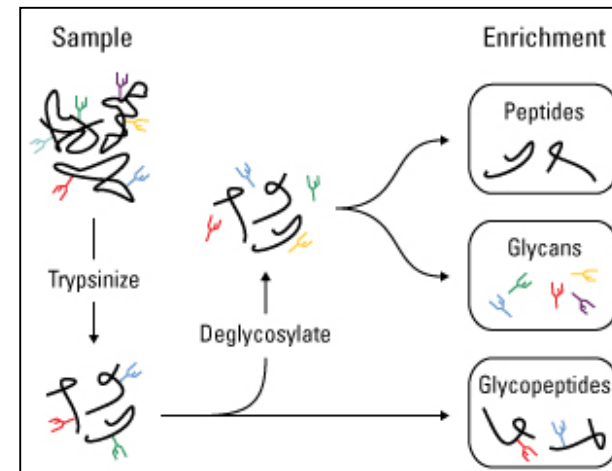 Sample
Enrichment
Peptides
Glycans
Trypsinize
Deglycosylate
Glycopeptides